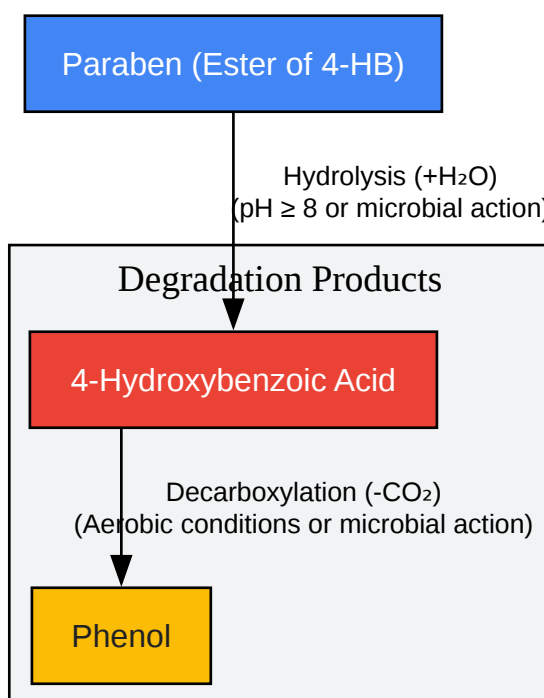 Paraben (Ester of 4-HB)
Hydrolysis (+H₂O)
(pH ≥ 8 or microbial action)
Degradation Products
4-Hydroxybenzoic Acid
Decarboxylation (-CO₂)
(Aerobic conditions or microbial action)
Phenol